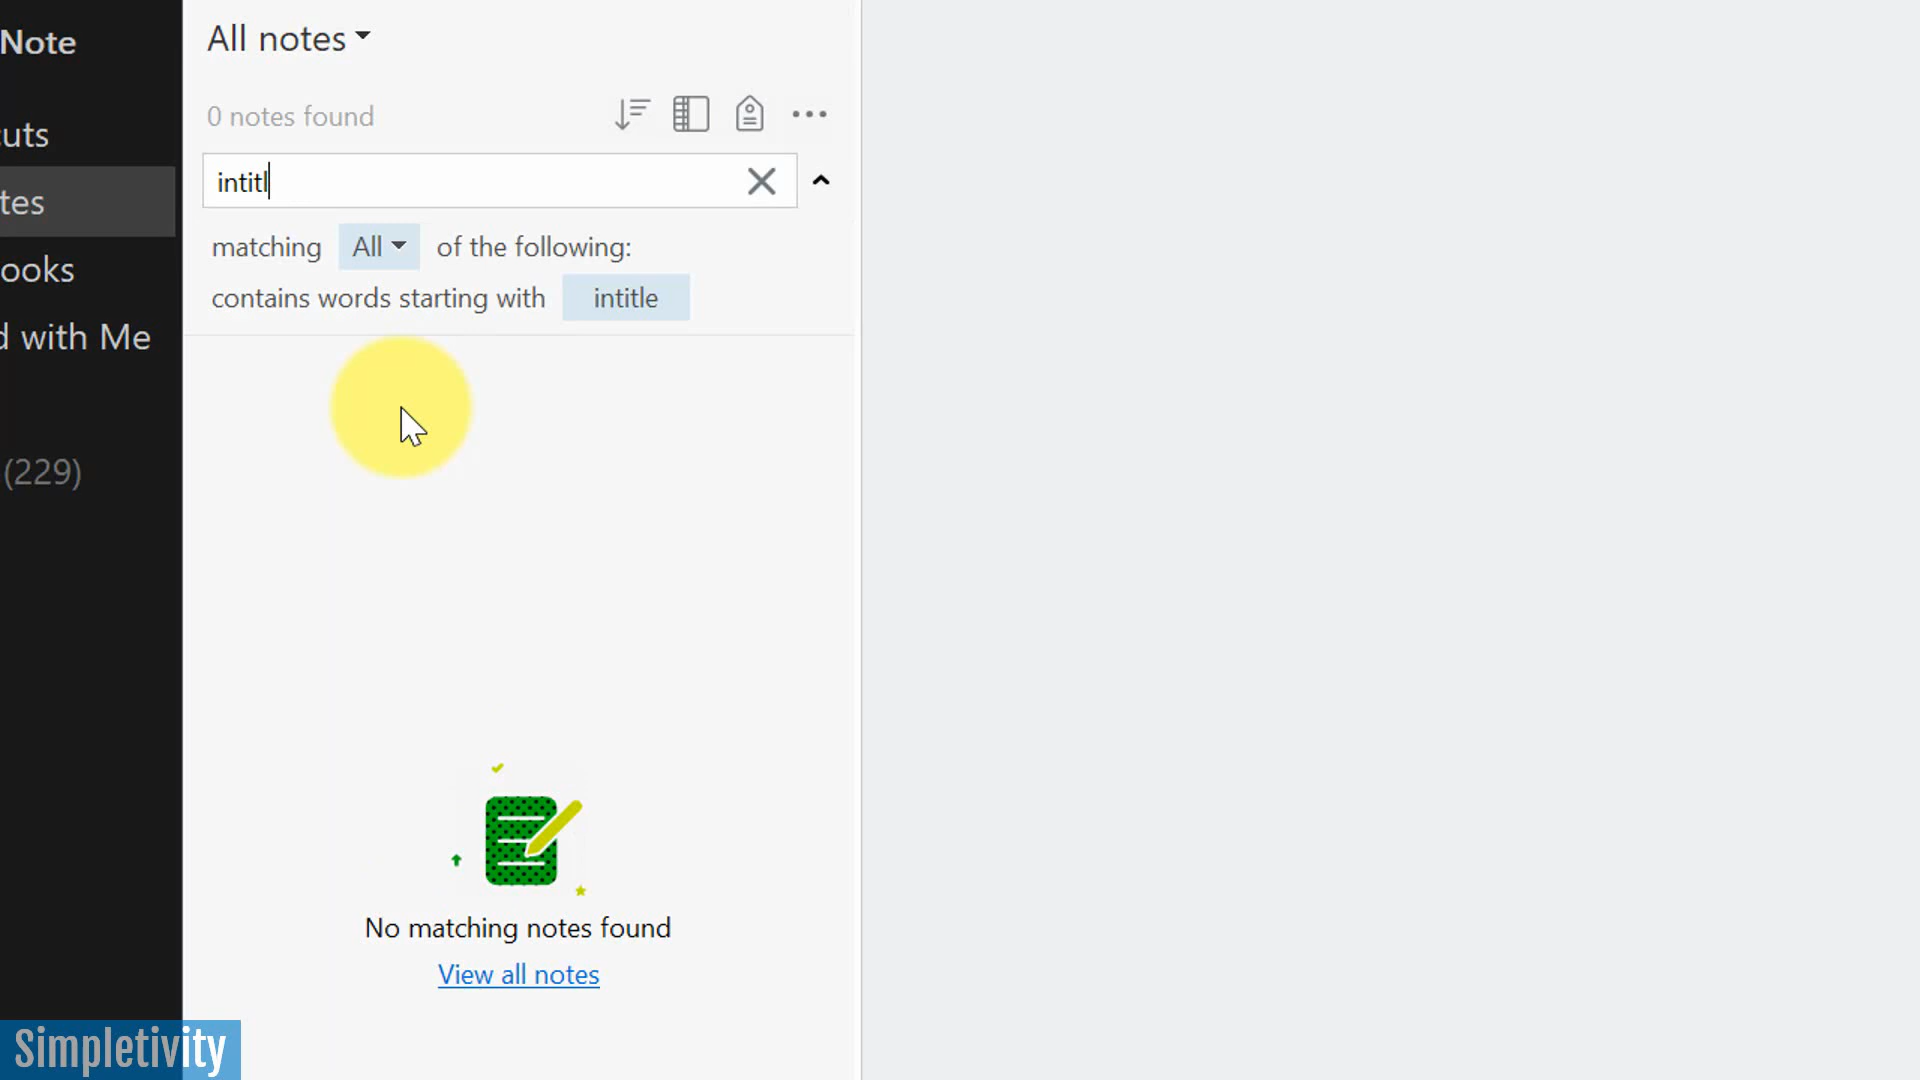 Note
cuts
tes
ooks
d with Me
(229)
All notes
0 notes found
intitl
matching All of the following:
contains words starting with intitle
No matching notes found
View all notes
Simpletivity